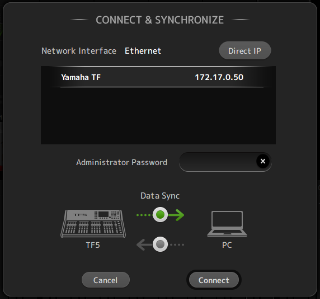 CONNECT & SYNCHRONIZE
Network Interface Ethernet Direct IP
Yamaha TF 172.17.0.50
Administrator Password
Data Sync
TF5 PC
Cancel Connect